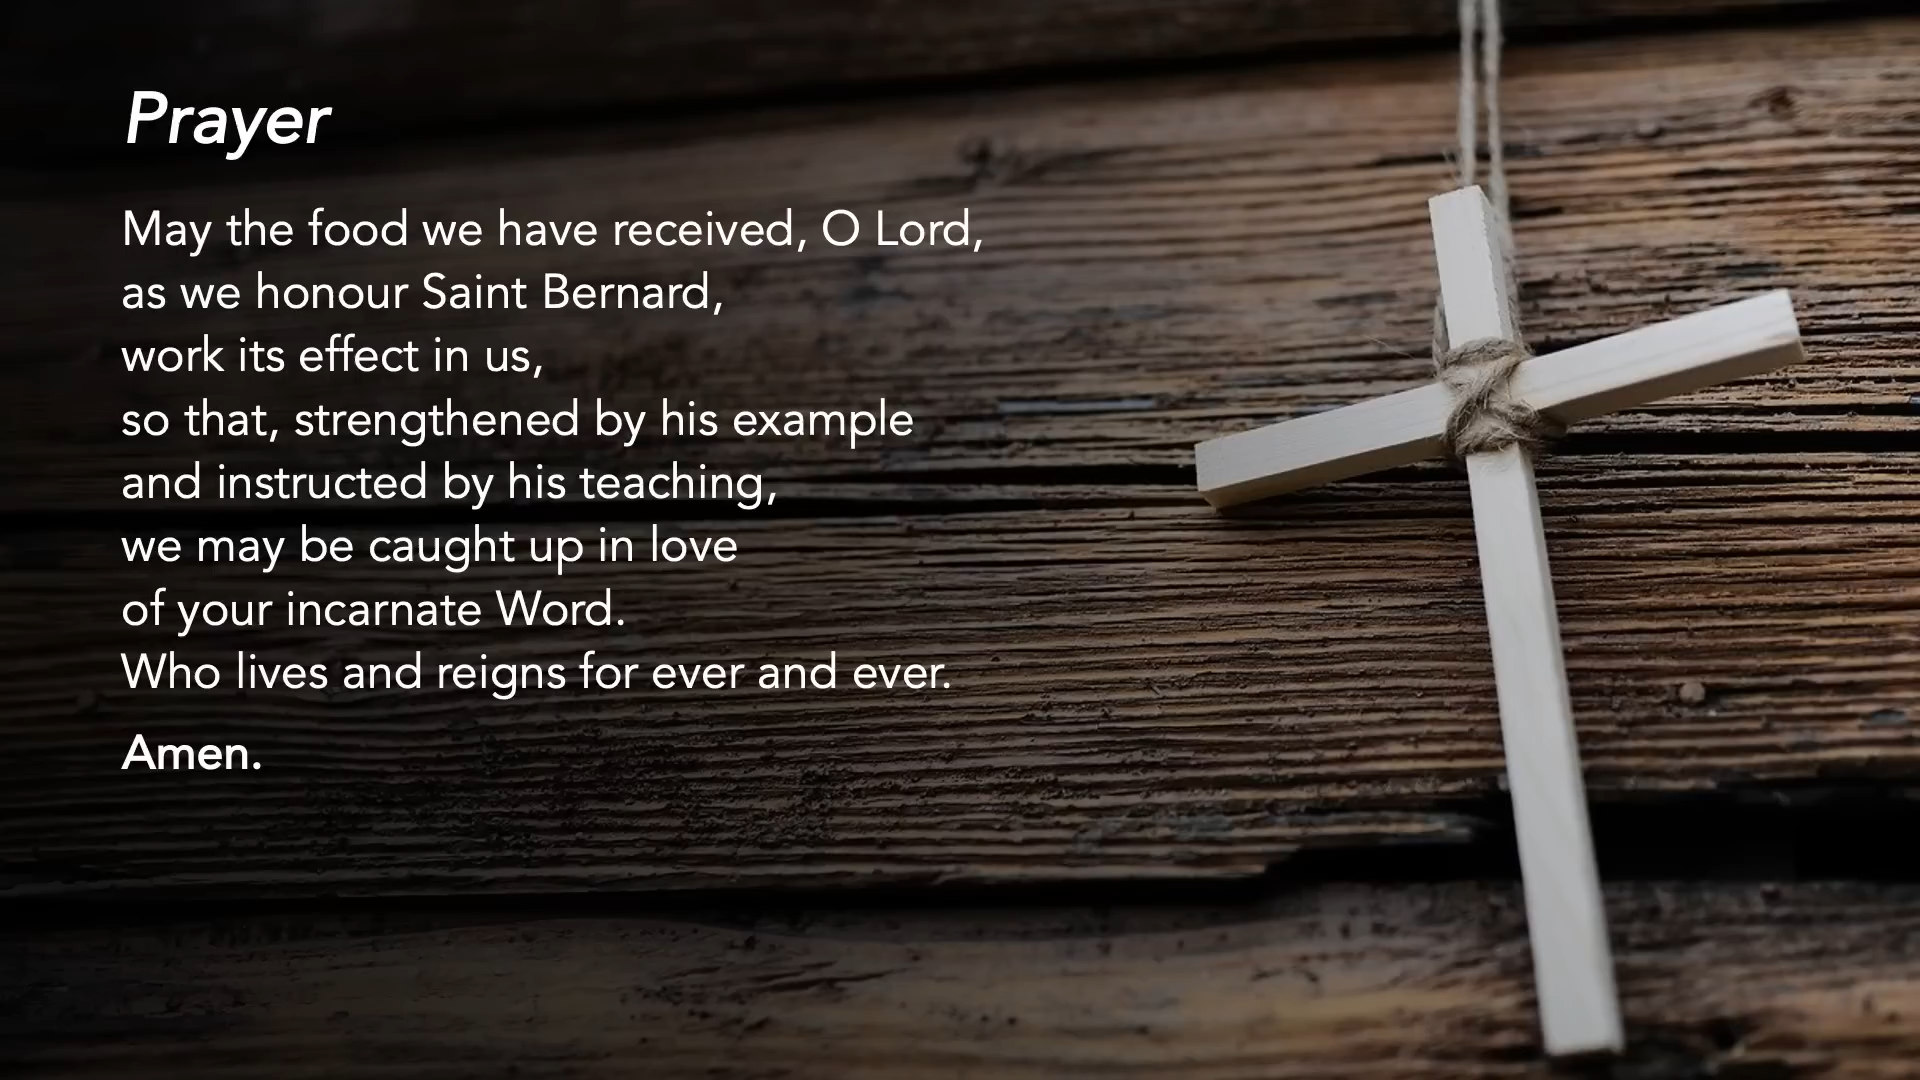 Prayer
May the food we have received, O Lord,
as we honour Saint Bernard,
work its effect in us,
so that, strengthened by his example
and instructed by his teaching,
we may be caught up in love
of your incarnate Word.
Who lives and reigns for ever and ever.
Amen.